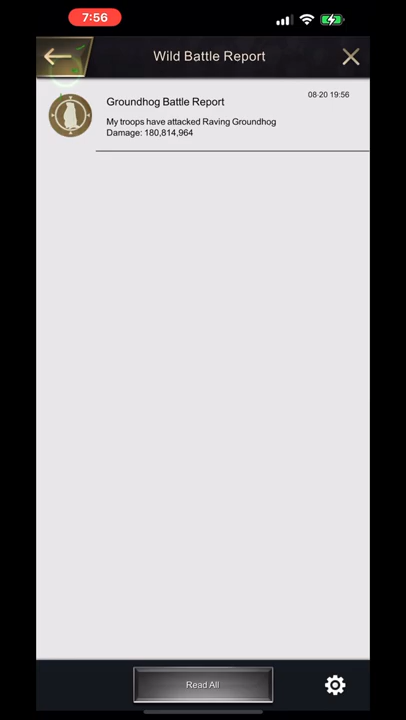 7:56
Wild Battle Report
Groundhog Battle Report
08-20 19:56
My troops have attacked Raving Groundhog
Damage: 180,814,964
Read All